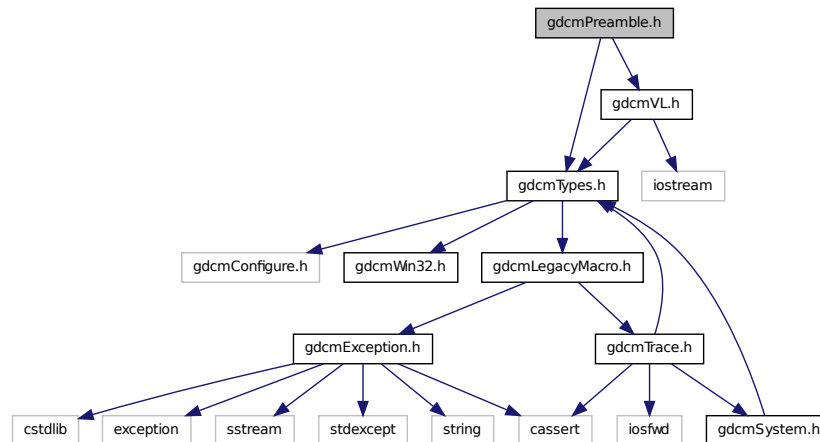 gdcmPreamble.h
gdcmVL.h
gdcmTypes.h
iostream
gdcmConfigure.h
gdcmWin32.h
gdcmLegacyMacro.h
gdcmException.h
gdcmTrace.h
cstdlib
exception
sstream
stdexcept
string
cassert
iosfwd
gdcmSystem.h